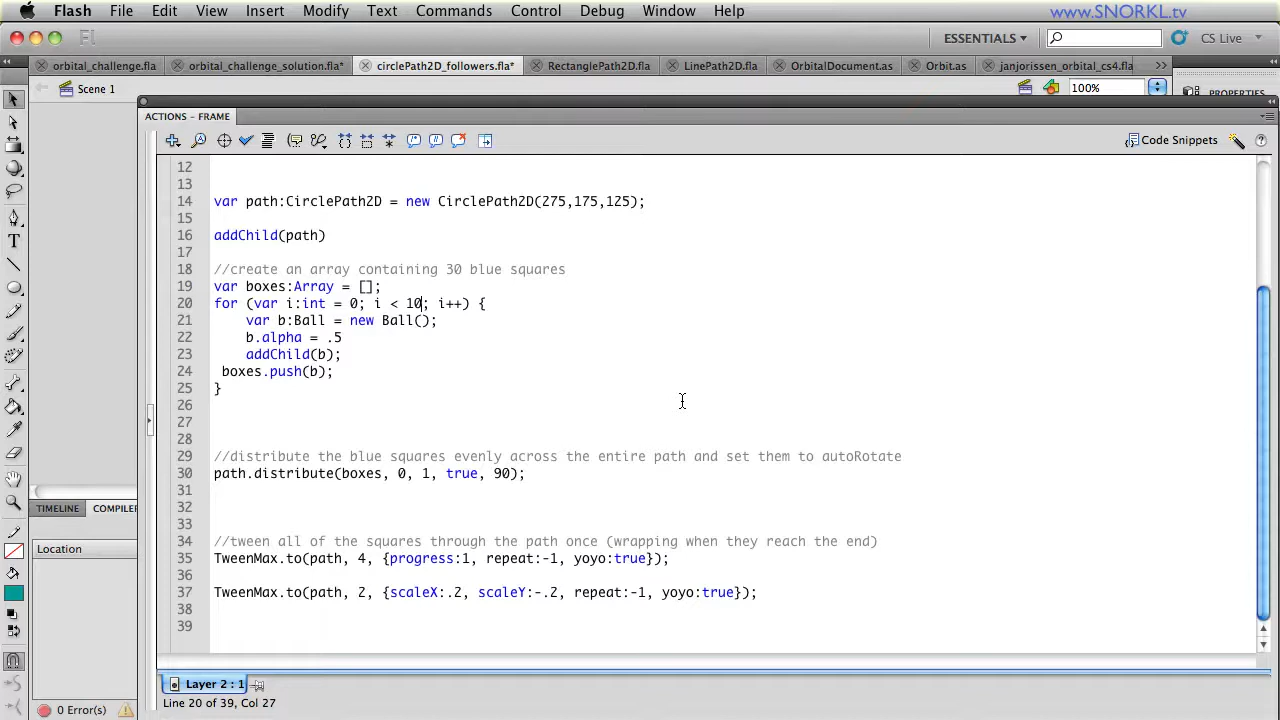 Flash File Edit View Insert Modify Text Commands Control Debug Window Help www.SNORKL.tv
Fl ESSENTIALS CS Live
orbital_challenge.fla orbital_challenge_solution.fla* circlePath2D_followers.fla* RectanglePath2D.fla LinePath2D.fla OrbitalDocument.as Orbit.as janjorissen_orbital_cs4.fla
Scene 1 100% PROPERTIES
ACTIONS - FRAME
Code Snippets
12
13
14 var path:CirclePath2D = new CirclePath2D(275,175,125);
15
16 addChild(path)
17
18 //create an array containing 30 blue squares
19 var boxes:Array = [];
20 for (var i:int = 0; i < 10; i++) {
21 var b:Ball = new Ball();
22 b.alpha = .5
23 addChild(b);
24 boxes.push(b);
25 }
26
27
28
29 //distribute the blue squares evenly across the entire path and set them to autoRotate
30 path.distribute(boxes, 0, 1, true, 90);
31
32
33
34 //tween all of the squares through the path once (wrapping when they reach the end)
35 TweenMax.to(path, 4, {progress:1, repeat:-1, yoyo:true});
36
37 TweenMax.to(path, 2, {scaleX:.2, scaleY:-.2, repeat:-1, yoyo:true});
38
39
TIMELINE COMPILER
Location
Layer 2 : 1
Line 20 of 39, Col 27
0 Error(s)